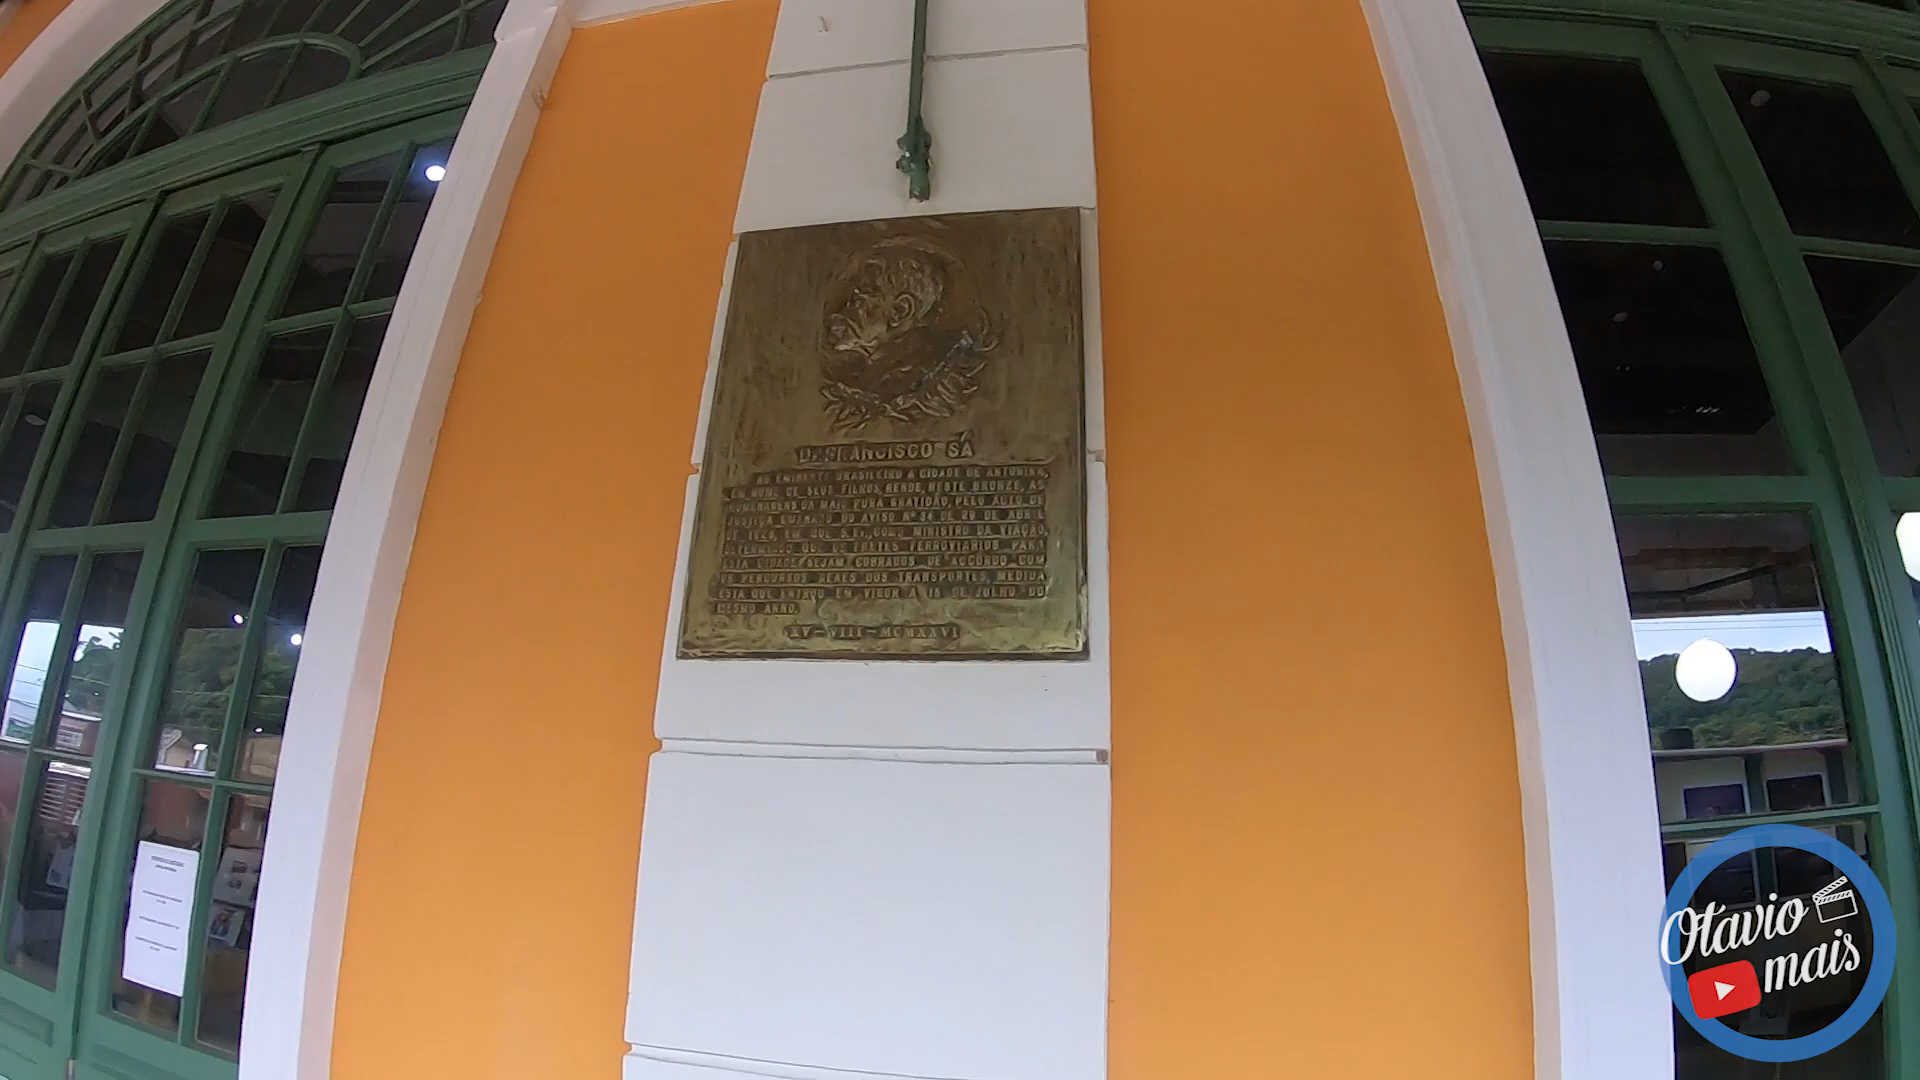 DR. FRANCISCO SÁ
AO EMINENTE BRASILEIRO A CIDADE DE ANTONINA,
EM NOME DE SEUS FILHOS, RENDE, NESTE BRONZE, AS
HOMENAGENS DA MAIS PURA GRATIDÃO, PELO ACTO DE
JUSTIÇA EMANADO DO AVISO Nº 34 DE 29 DE ABRIL
DE 1925, EM QUE S. EX., COMO MINISTRO DA VIAÇÃO,
DETERMINOU QUE OS FRETES FERROVIARIOS PARA
ESTA CIDADE SEJAM COBRADOS DE ACCORDO COM
OS PERCURSOS REAES DOS TRANSPORTES, MEDIDA
ESTA QUE ENTROU EM VIGOR A 15 DE JULHO DO
MESMO ANNO.
XV-VIII-MCMXXVI
Otavio
mais